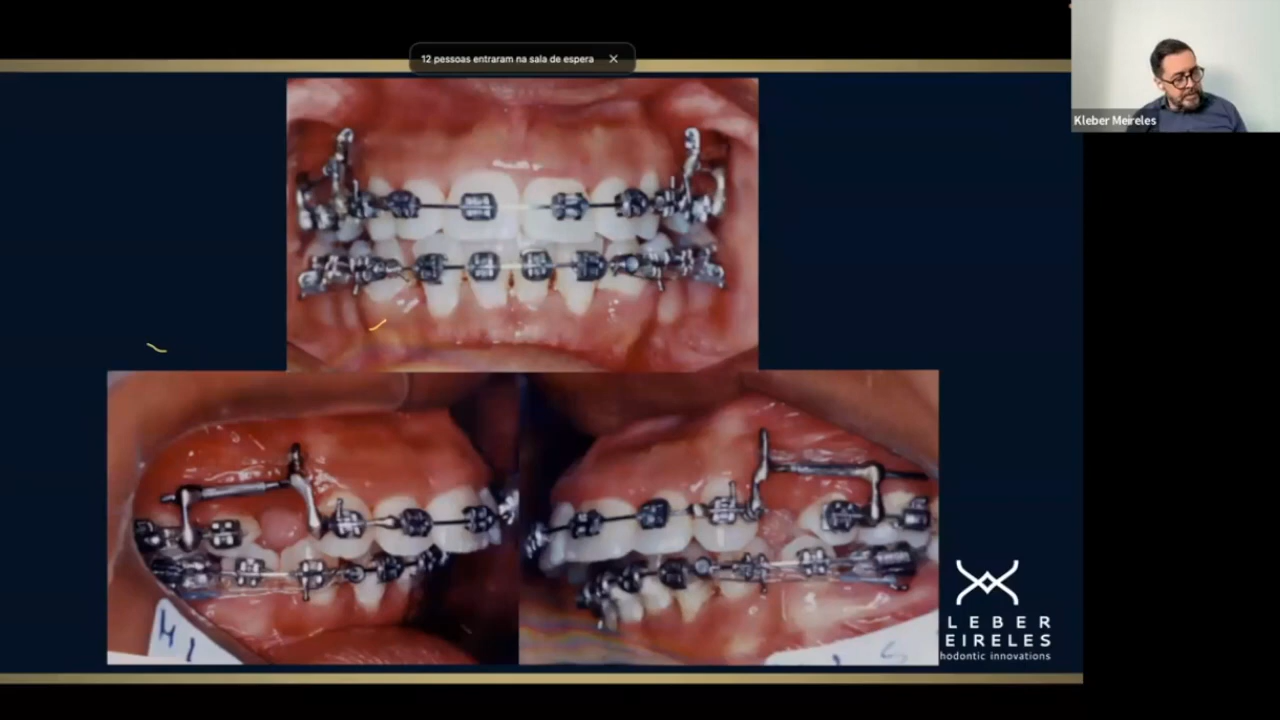 12 pessoas entraram na sala de espera
Kleber Meireles
LEBER
EIRELES
hodontic innovations